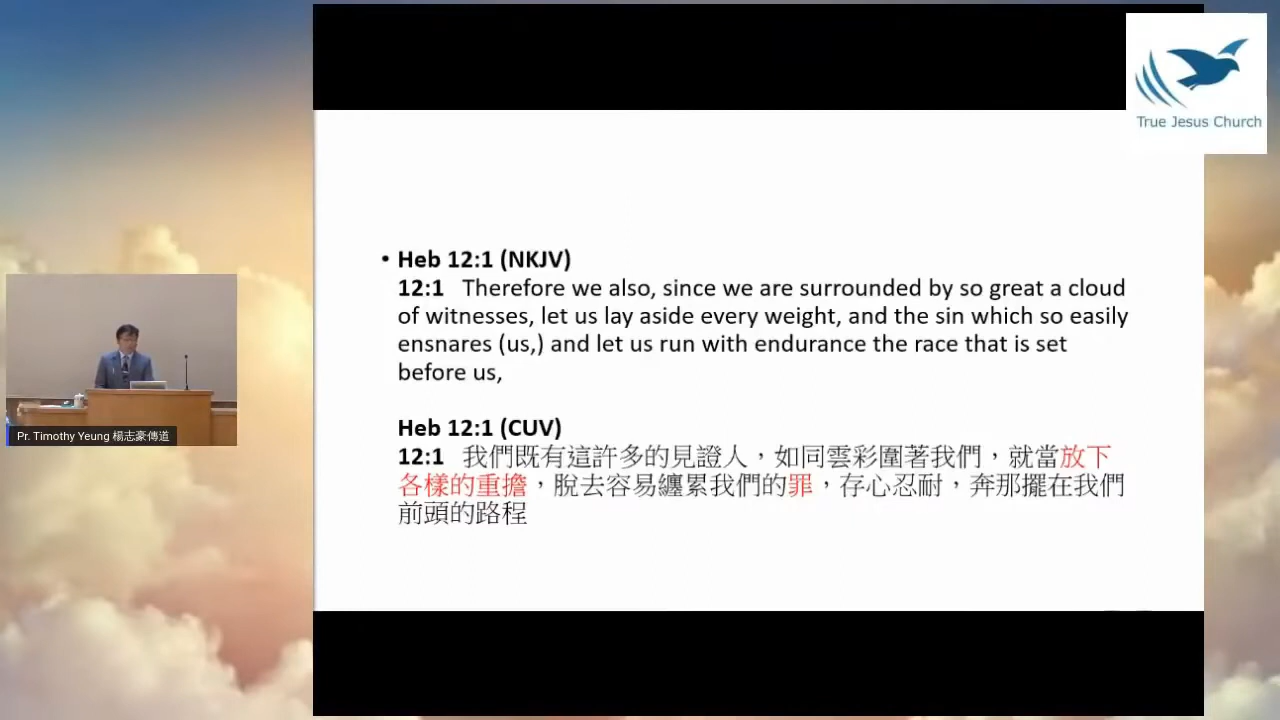 True Jesus Church
• Heb 12:1 (NKJV)
12:1 Therefore we also, since we are surrounded by so great a cloud
of witnesses, let us lay aside every weight, and the sin which so easily
ensnares (us,) and let us run with endurance the race that is set
before us,
Heb 12:1 (CUV)
12:1 我們既有這許多的見證人，如同雲彩圍著我們，就當放下
各樣的重擔，脫去容易纏累我們的罪，存心忍耐，奔那擺在我們
前頭的路程
Pr. Timothy Yeung 楊志豪傳道